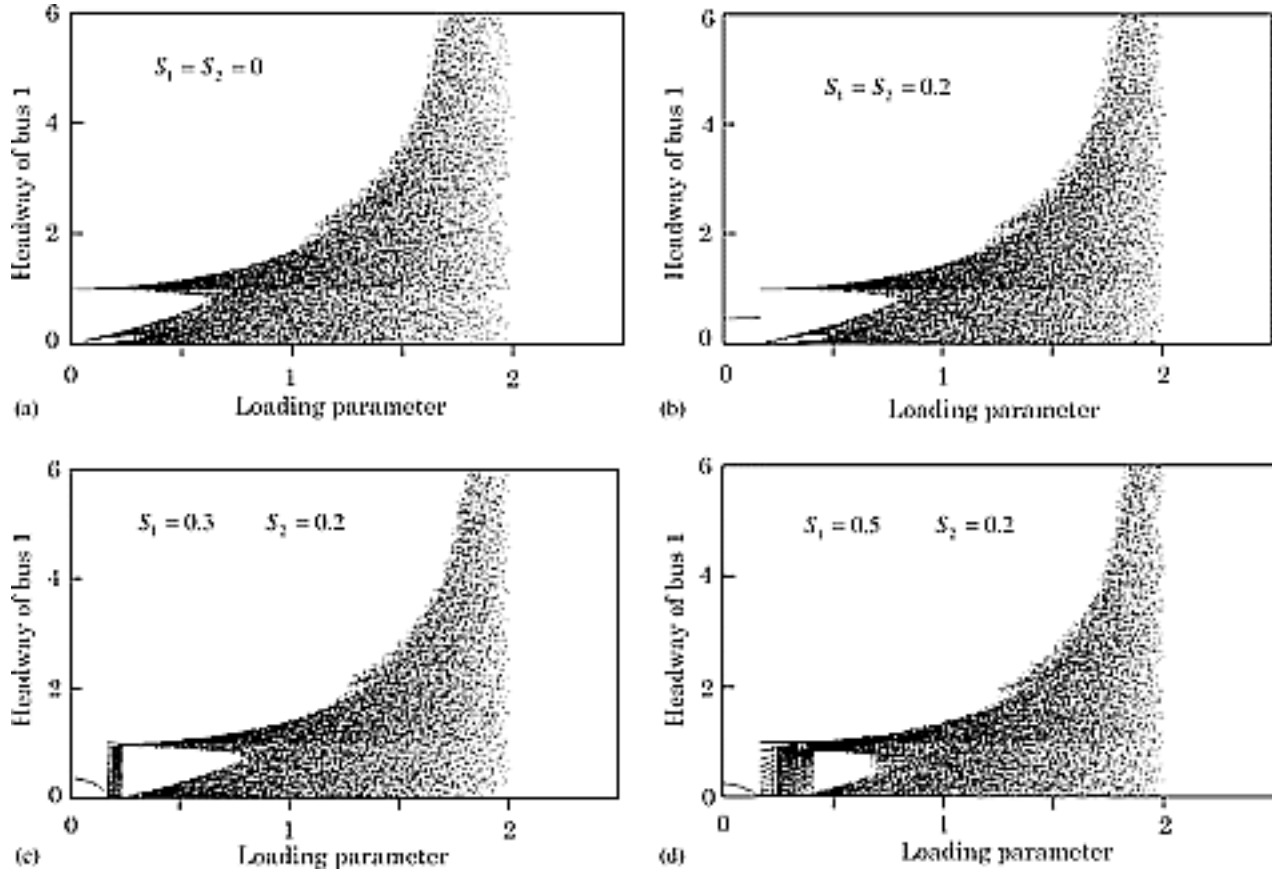 6
4
2
0
Headway of bus 1
S₁ = S₂ = 0
0
1
2
(a)
Loading parameter
6
4
2
0
Headway of bus 1
S₁ = S₂ = 0.2
0
1
2
(b)
Loading parameter
6
4
2
0
Headway of bus 1
S₁ = 0.3 S₂ = 0.2
0
1
2
(c)
Loading parameter
6
4
2
0
Headway of bus 1
S₁ = 0.5 S₂ = 0.2
0
1
2
(d)
Loading parameter